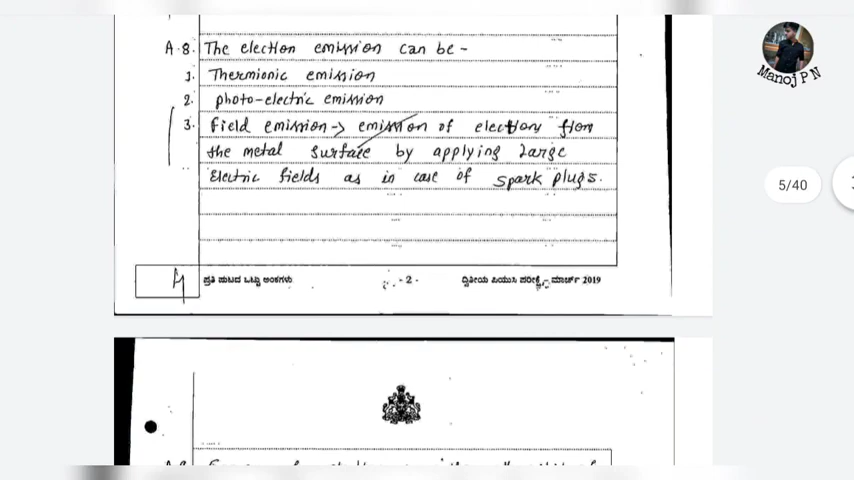 A.8. The election emission can be -
1. Thermionic emission
2. photo-electric emission
3. Field emission -> emission of electrons from
the metal surface by applying Large
Electric fields as in case of spark plugs.
ಪ್ರತಿ ಪುಟದ ಒಟ್ಟು ಅಂಕಗಳು
- 2 -
ದ್ವಿತೀಯ ಪಿಯುಸಿ ಪರೀಕ್ಷೆ, ಮಾರ್ಚ್ 2019
Manoj P N
5/40